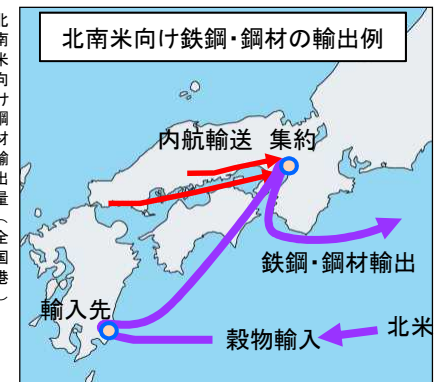 北南米向け鋼材輸出量（全国港）
北南米向け鉄鋼・鋼材の輸出例
内航輸送 集約
鉄鋼・鋼材輸出
輸入先
穀物輸入
北米